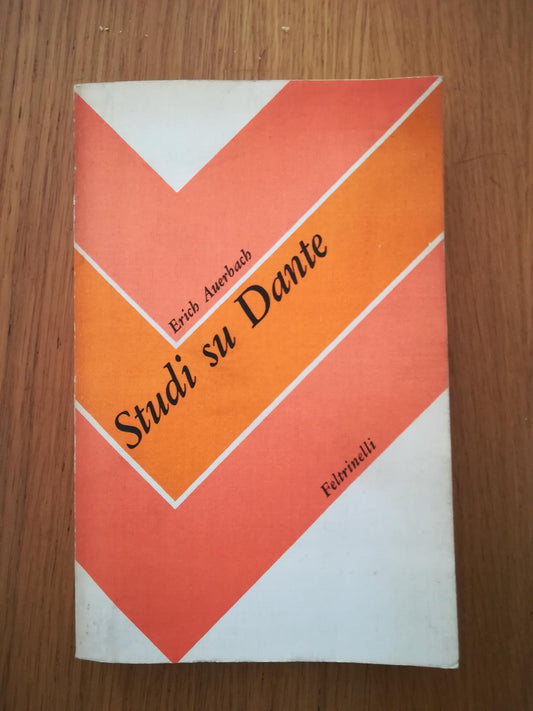 Erich Auerbach
Studi su Dante
Feltrinelli